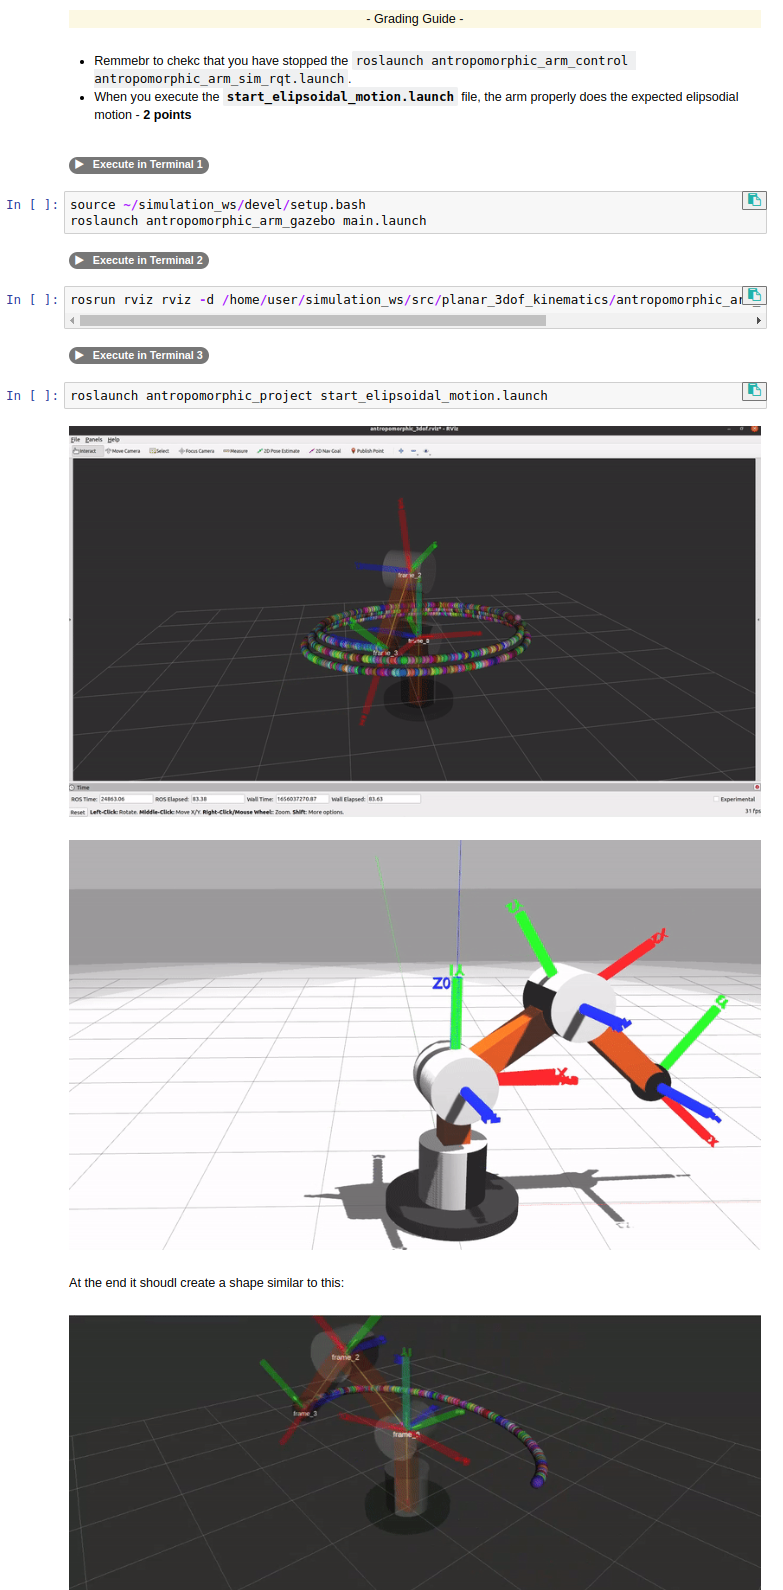 - Grading Guide -
Remmebr to chekc that you have stopped the roslaunch antropomorphic_arm_control
antropomorphic_arm_sim_rqt.launch .
When you execute the start_elipsoidal_motion.launch file, the arm properly does the expected elipsodial
motion - 2 points
Execute in Terminal 1
In [ ]: source ~/simulation_ws/devel/setup.bash
roslaunch antropomorphic_arm_gazebo main.launch
Execute in Terminal 2
In [ ]: rosrun rviz rviz -d /home/user/simulation_ws/src/planar_3dof_kinematics/antropomorphic_ar
Execute in Terminal 3
In [ ]: roslaunch antropomorphic_project start_elipsoidal_motion.launch
antropomorphic_3dof.rviz* - RViz
File Panels Help
Interact Move Camera Select Focus Camera Measure 2D Pose Estimate 2D Nav Goal Publish Point
frame_2
frame_3
Time
ROS Time: 24863.06 ROS Elapsed: 83.38 Wall Time: 1656037270.87 Wall Elapsed: 83.63 Experimental
Reset Left-Click: Rotate. Middle-Click: Move X/Y. Right-Click/Mouse Wheel: Zoom. Shift: More options. 31 fps
Z0
At the end it shoudl create a shape similar to this:
frame_2
frame_3